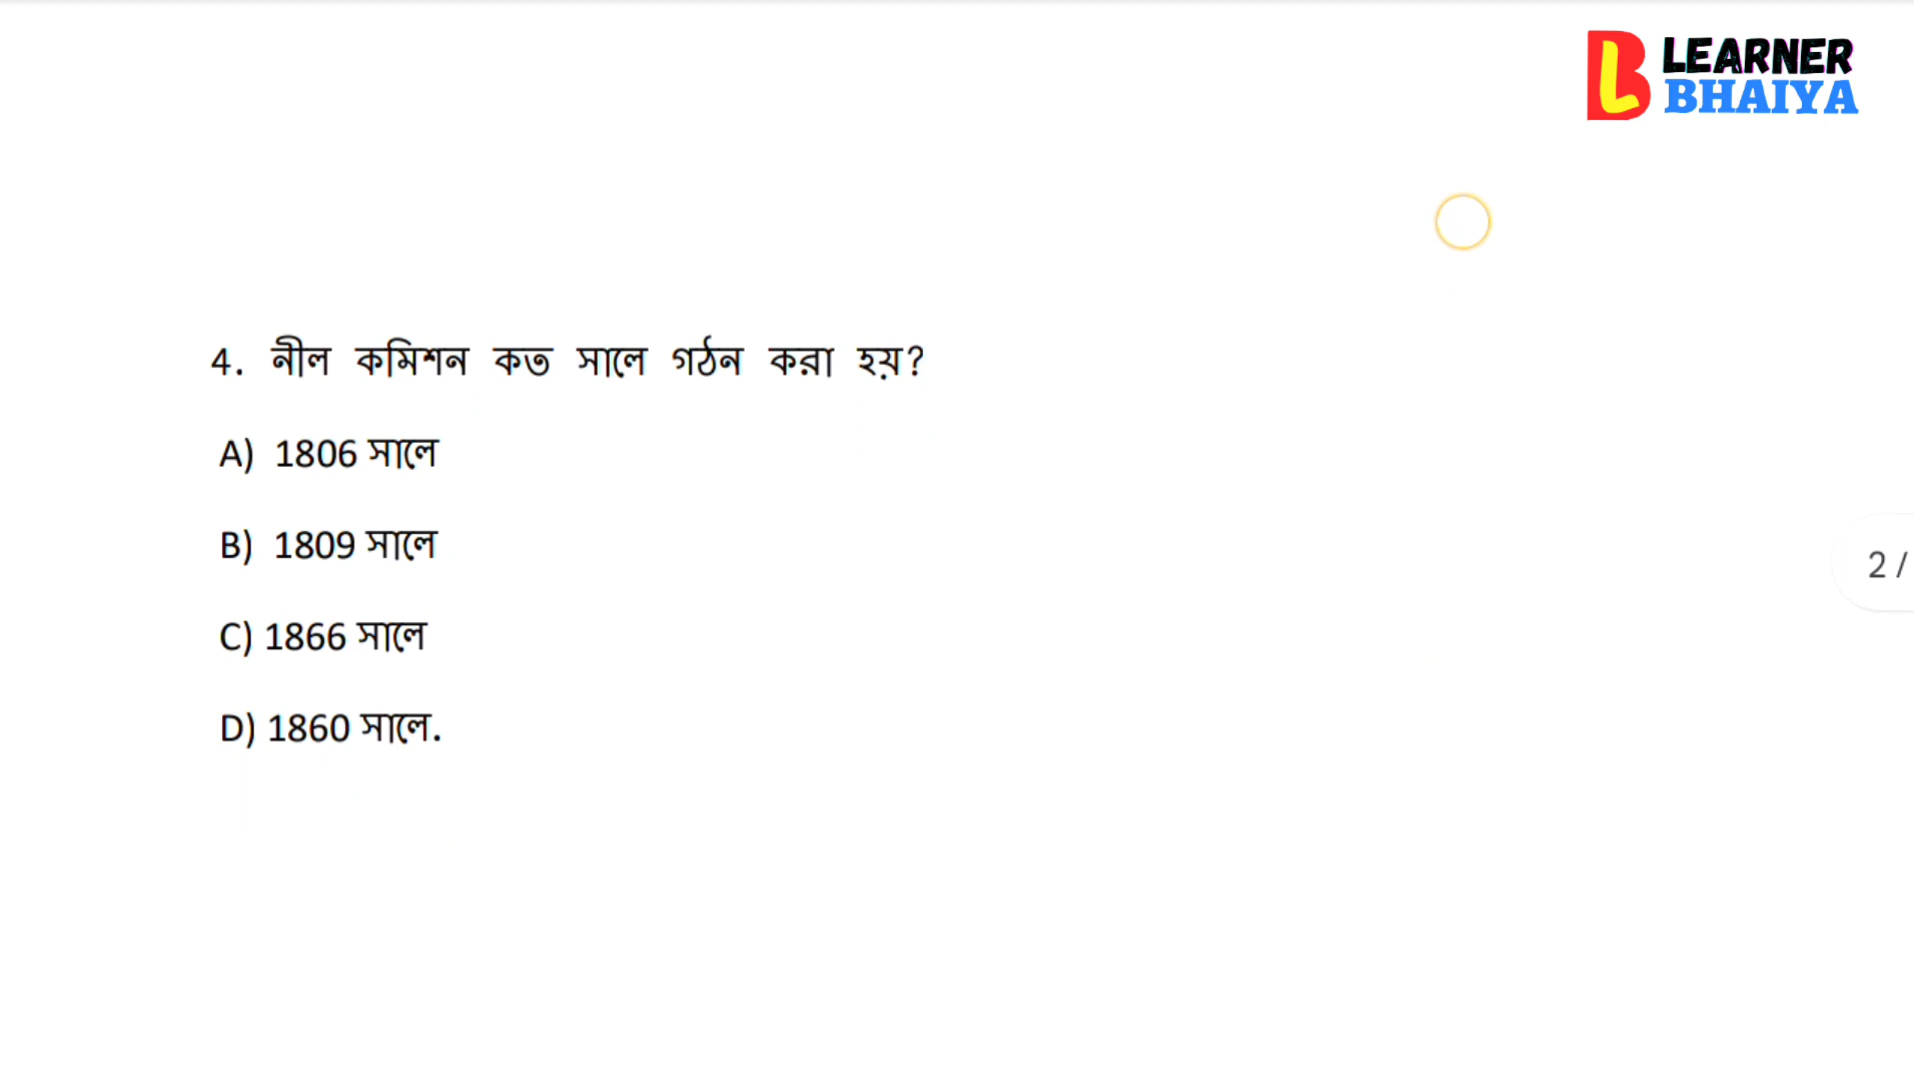 LEARNER
BHAIYA
4. নীল কমিশন কত সালে গঠন করা হয়?
A) 1806 সালে
B) 1809 সালে
C) 1866 সালে
D) 1860 সালে.
2 /